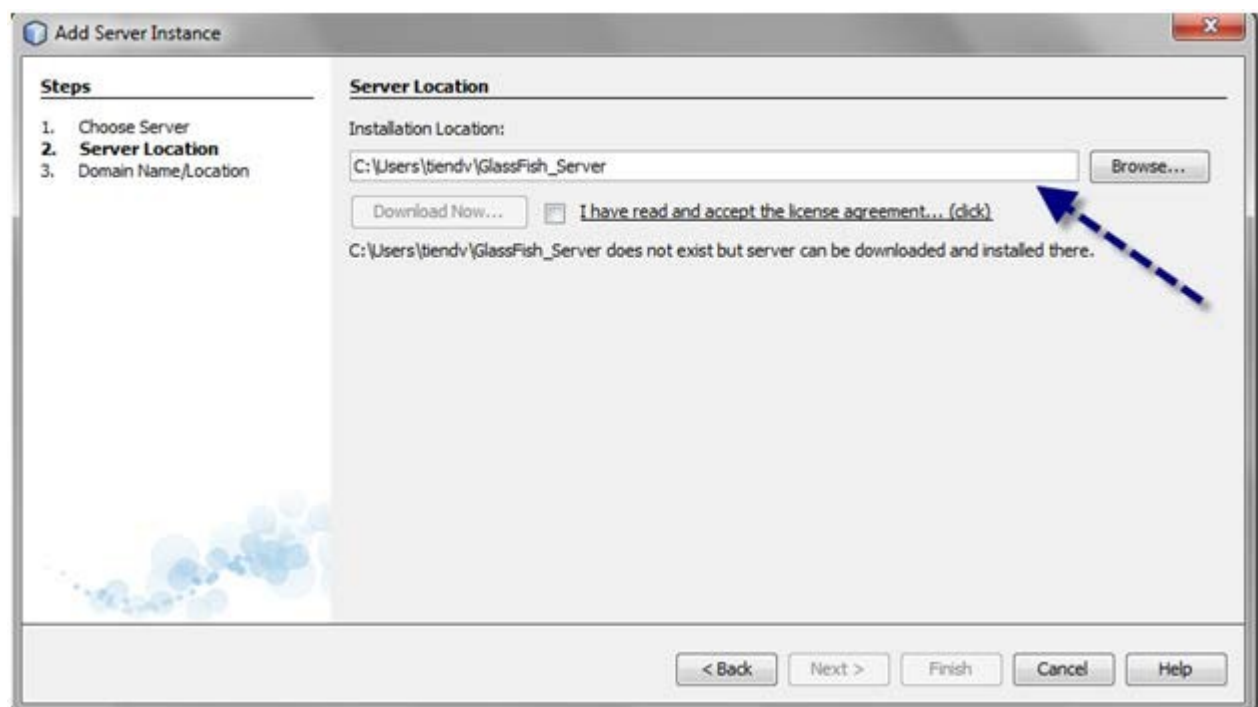 Add Server Instance
Steps
1. Choose Server
2. Server Location
3. Domain Name/Location
Server Location
Installation Location:
C:\Users\tiendv\GlassFish_Server
Browse...
Download Now...
I have read and accept the license agreement... (click)
C:\Users\tiendv\GlassFish_Server does not exist but server can be downloaded and installed there.
< Back
Next >
Finish
Cancel
Help